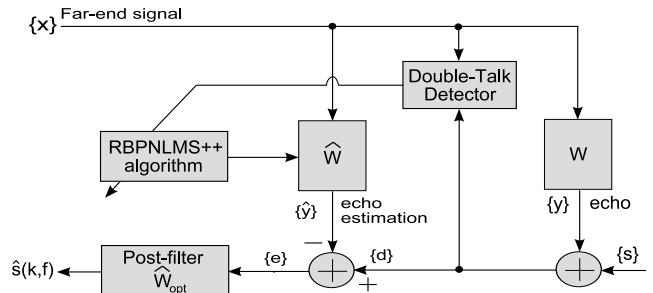 Far-end signal
{x}
Double-Talk
Detector
RBPNLMS++
algorithm
Ŵ
W
{ŷ}
echo
estimation
{y}
echo
−
{e}
{d}
{s}
+
+
+
ŝ(k,f)
Post-filter
Ŵopt